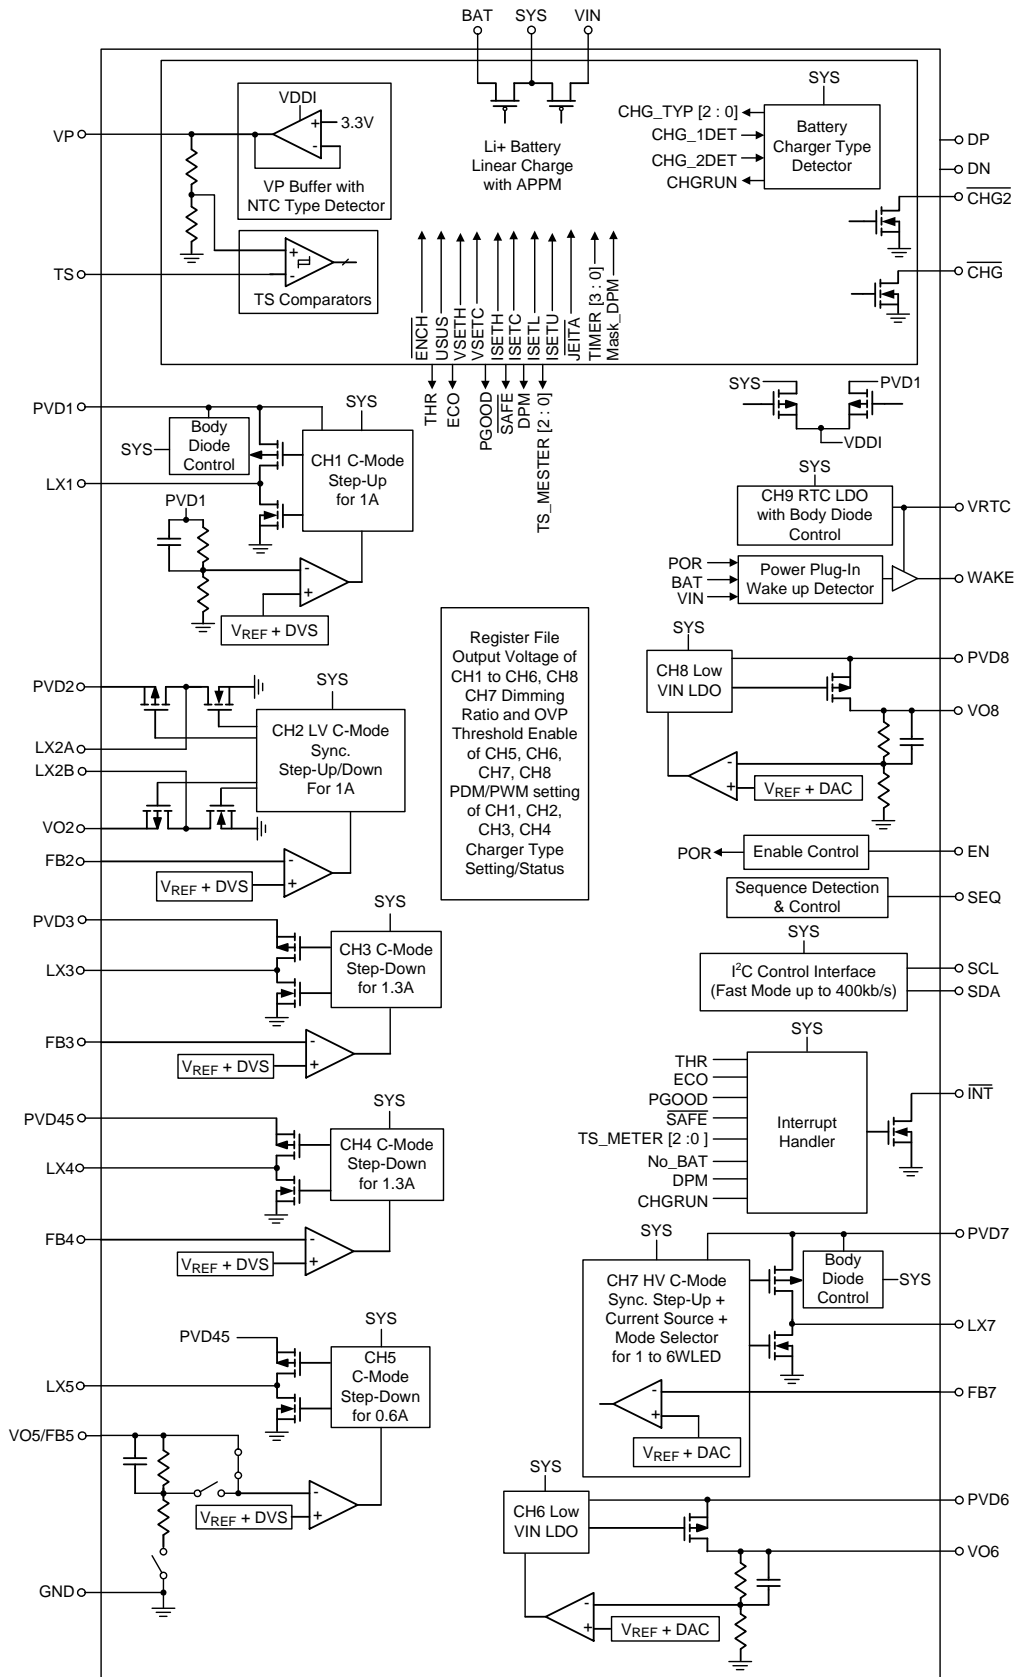 BAT
SYS
VIN
VDDI
3.3V
+
-
VP
VP Buffer with
NTC Type Detector
TS
+
-
TS Comparators
Li+ Battery
Linear Charge
with APPM
SYS
CHG_TYP [2 : 0]
CHG_1DET
CHG_2DET
CHGRUN
Battery
Charger Type
Detector
DP
DN
CHG2
CHG
ENCH
USUS
VSETH
VSETC
ISETH
ISETC
ISETL
ISETU
JEITA
TIMER [3 : 0]
Mask_DPM
THR
ECO
PGOOD
SAFE
DPM
TS_MESTER [2 : 0]
SYS
PVD1
VDDI
PVD1
SYS
Body
Diode
Control
SYS
CH1 C-Mode
Step-Up
for 1A
LX1
PVD1
-
+
VREF + DVS
SYS
CH9 RTC LDO
with Body Diode
Control
VRTC
POR
BAT
VIN
Power Plug-In
Wake up Detector
WAKE
Register File
Output Voltage of
CH1 to CH6, CH8
CH7 Dimming
Ratio and OVP
Threshold Enable
of CH5, CH6,
CH7, CH8
PDM/PWM setting
of CH1, CH2,
CH3, CH4
Charger Type
Setting/Status
PVD2
LX2A
LX2B
VO2
FB2
SYS
CH2 LV C-Mode
Sync.
Step-Up/Down
For 1A
-
+
VREF + DVS
SYS
CH8 Low
VIN LDO
PVD8
VO8
-
+
VREF + DAC
POR
Enable Control
EN
Sequence Detection
& Control
SEQ
PVD3
LX3
FB3
SYS
CH3 C-Mode
Step-Down
for 1.3A
-
+
VREF + DVS
SYS
I2C Control Interface
(Fast Mode up to 400kb/s)
SCL
SDA
SYS
THR
ECO
PGOOD
SAFE
TS_METER [2 :0 ]
No_BAT
DPM
CHGRUN
Interrupt
Handler
INT
PVD45
LX4
FB4
SYS
CH4 C-Mode
Step-Down
for 1.3A
-
+
VREF + DVS
SYS
CH7 HV C-Mode
Sync. Step-Up +
Current Source +
Mode Selector
for 1 to 6WLED
-
+
VREF + DAC
PVD7
Body
Diode
Control
SYS
LX7
FB7
PVD45
LX5
VO5/FB5
GND
SYS
CH5
C-Mode
Step-Down
for 0.6A
-
+
VREF + DVS
SYS
CH6 Low
VIN LDO
PVD6
VO6
-
+
VREF + DAC